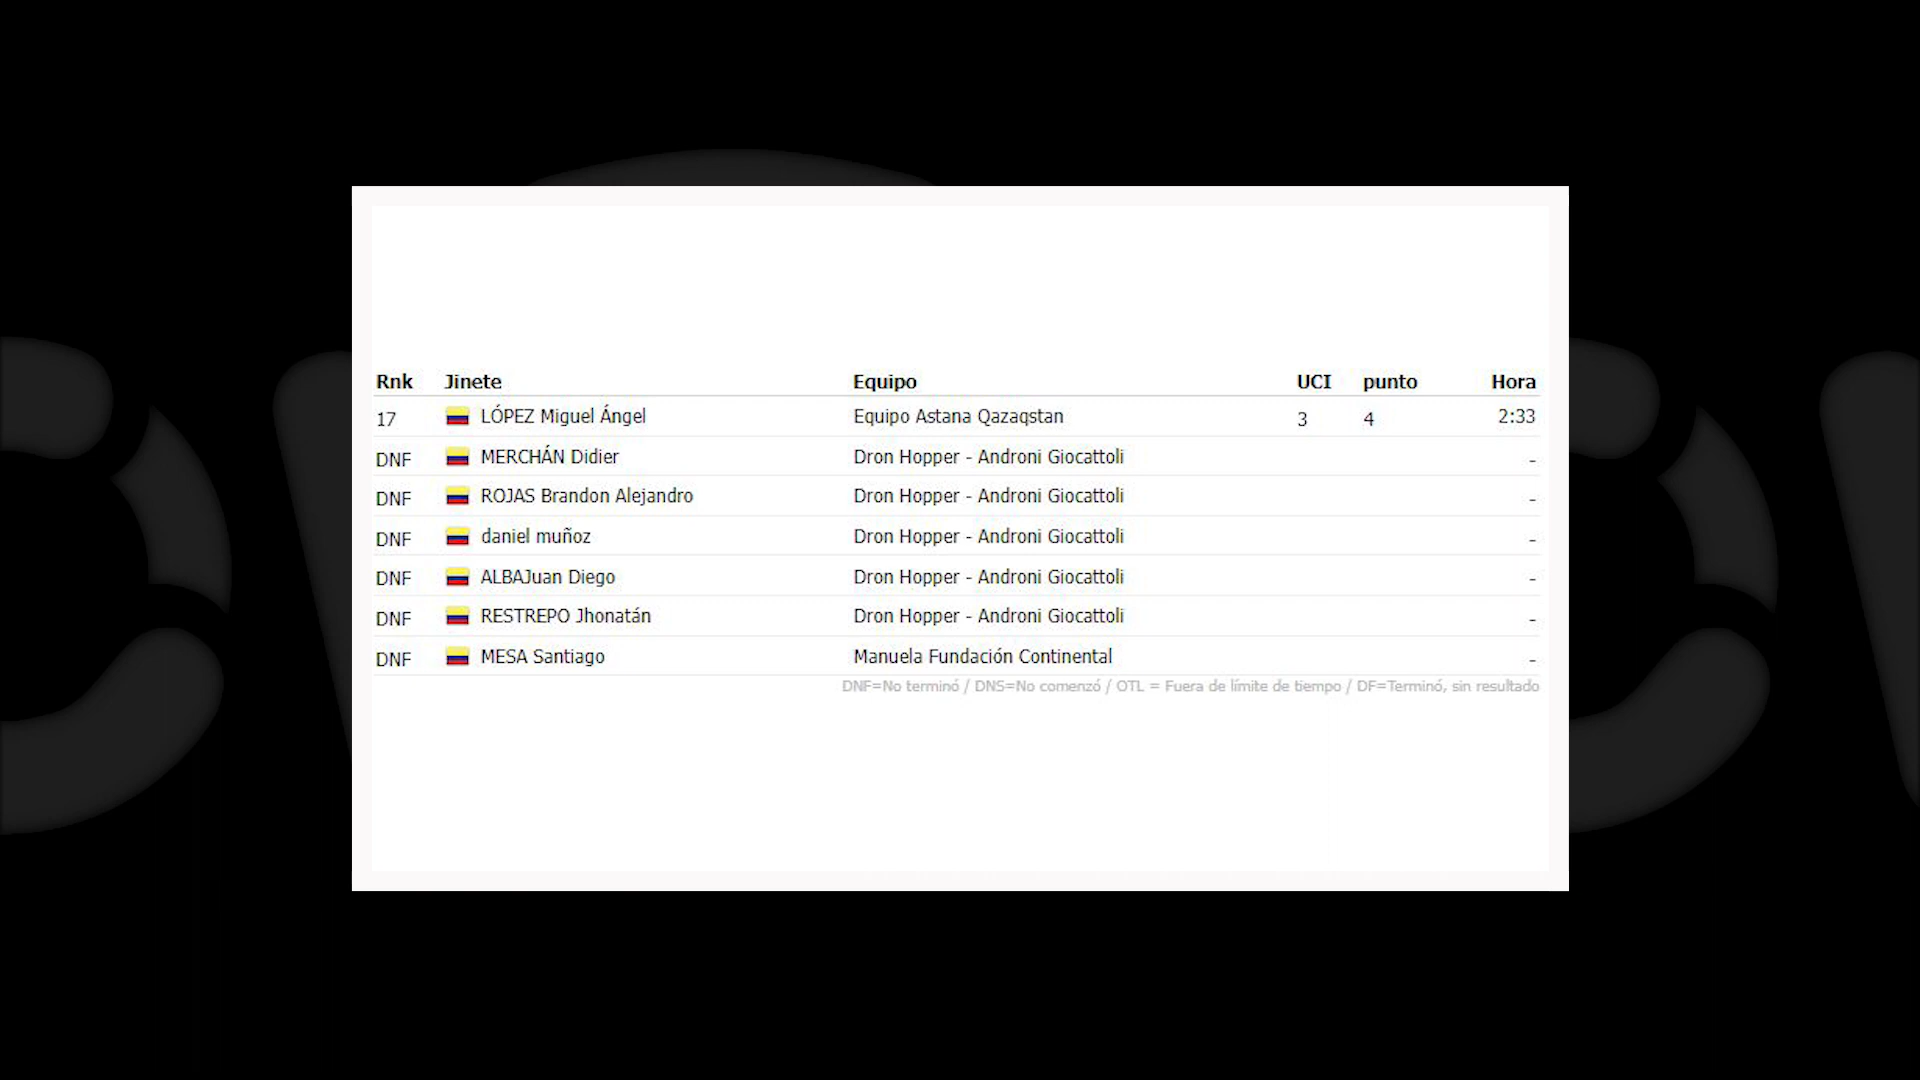 Rnk Jinete Equipo UCI punto Hora
17 LÓPEZ Miguel Ángel Equipo Astana Qazaqstan 3 4 2:33
DNF MERCHÁN Didier Dron Hopper - Androni Giocattoli -
DNF ROJAS Brandon Alejandro Dron Hopper - Androni Giocattoli -
DNF daniel muñoz Dron Hopper - Androni Giocattoli -
DNF ALBAJuan Diego Dron Hopper - Androni Giocattoli -
DNF RESTREPO Jhonatán Dron Hopper - Androni Giocattoli -
DNF MESA Santiago Manuela Fundación Continental -
DNF=No terminó / DNS=No comenzó / OTL = Fuera de límite de tiempo / DF=Terminó, sin resultado